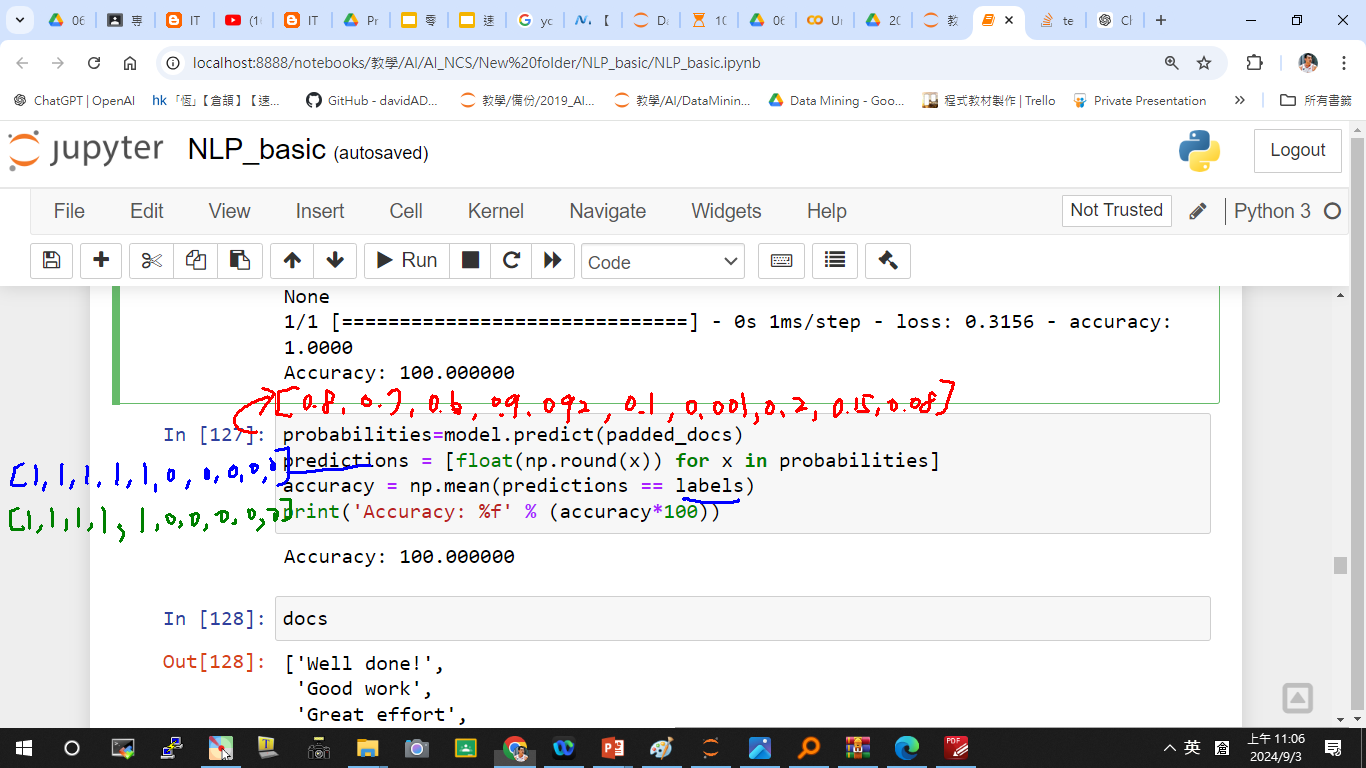 06
IT
專
IT
(1
IT
Pr
零
速
yc
【
Da
10
06
Ur
20
教
te
Cl
localhost:8888/notebooks/教學/AI/AI_NCS/New%20folder/NLP_basic/NLP_basic.ipynb
ChatGPT | OpenAI
hk 「恆」【 倉頡 】【 速...
GitHub - davidAD...
教學/備份/2019_AI...
教學/AI/DataMinin...
Data Mining - Goo...
程式教材製作 | Trello
Private Presentation
»
所有書籤
jupyter NLP_basic (autosaved)
Logout
File Edit View Insert Cell Kernel Navigate Widgets Help
Not Trusted
Python 3
Run
Code
None
1/1 [==============================] - 0s 1ms/step - loss: 0.3156 - accuracy:
1.0000
Accuracy: 100.000000
[0.8, 0.7, 0.6, 0.9, 0.92, 0.1, 0.001, 0.2, 0.15, 0.08]
In [127]: probabilities=model.predict(padded_docs)
[1, 1, 1, 1, 1, 0, 0, 0, 0, 0]
predictions = [float(np.round(x)) for x in probabilities]
accuracy = np.mean(predictions == labels)
[1, 1, 1, 1, 1, 0, 0, 0, 0, 0]
print('Accuracy: %f' % (accuracy*100))
Accuracy: 100.000000
In [128]: docs
Out[128]: ['Well done!',
'Good work',
'Great effort',
英
倉
上午 11:06
2024/9/3